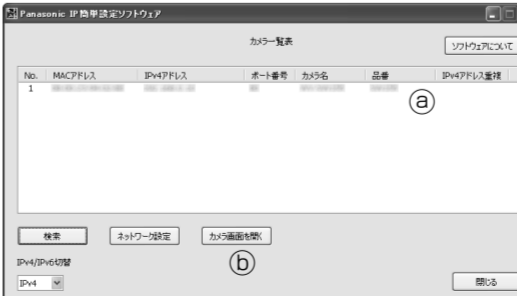 Panasonic IP簡単設定ソフトウェア
カメラ一覧表
ソフトウェアについて
No. MACアドレス IPv4アドレス ポート番号 カメラ名 品番 IPv4アドレス重複
1
ⓐ
検索 ネットワーク設定 カメラ画面を開く
ⓑ
IPv4/IPv6切替
IPv4 閉じる